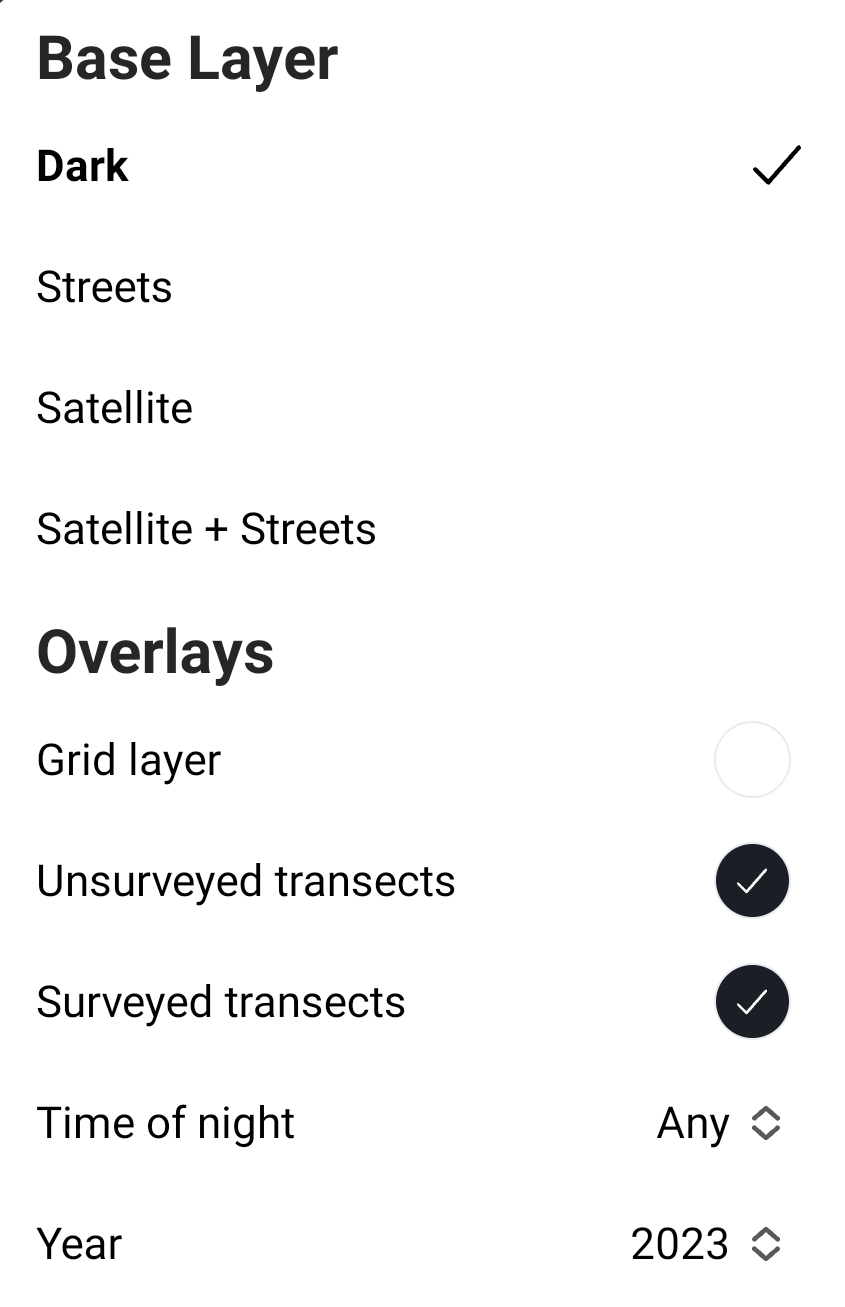 Base Layer
Dark
Streets
Satellite
Satellite + Streets
Overlays
Grid layer
Unsurveyed transects
Surveyed transects
Time of night Any
Year 2023